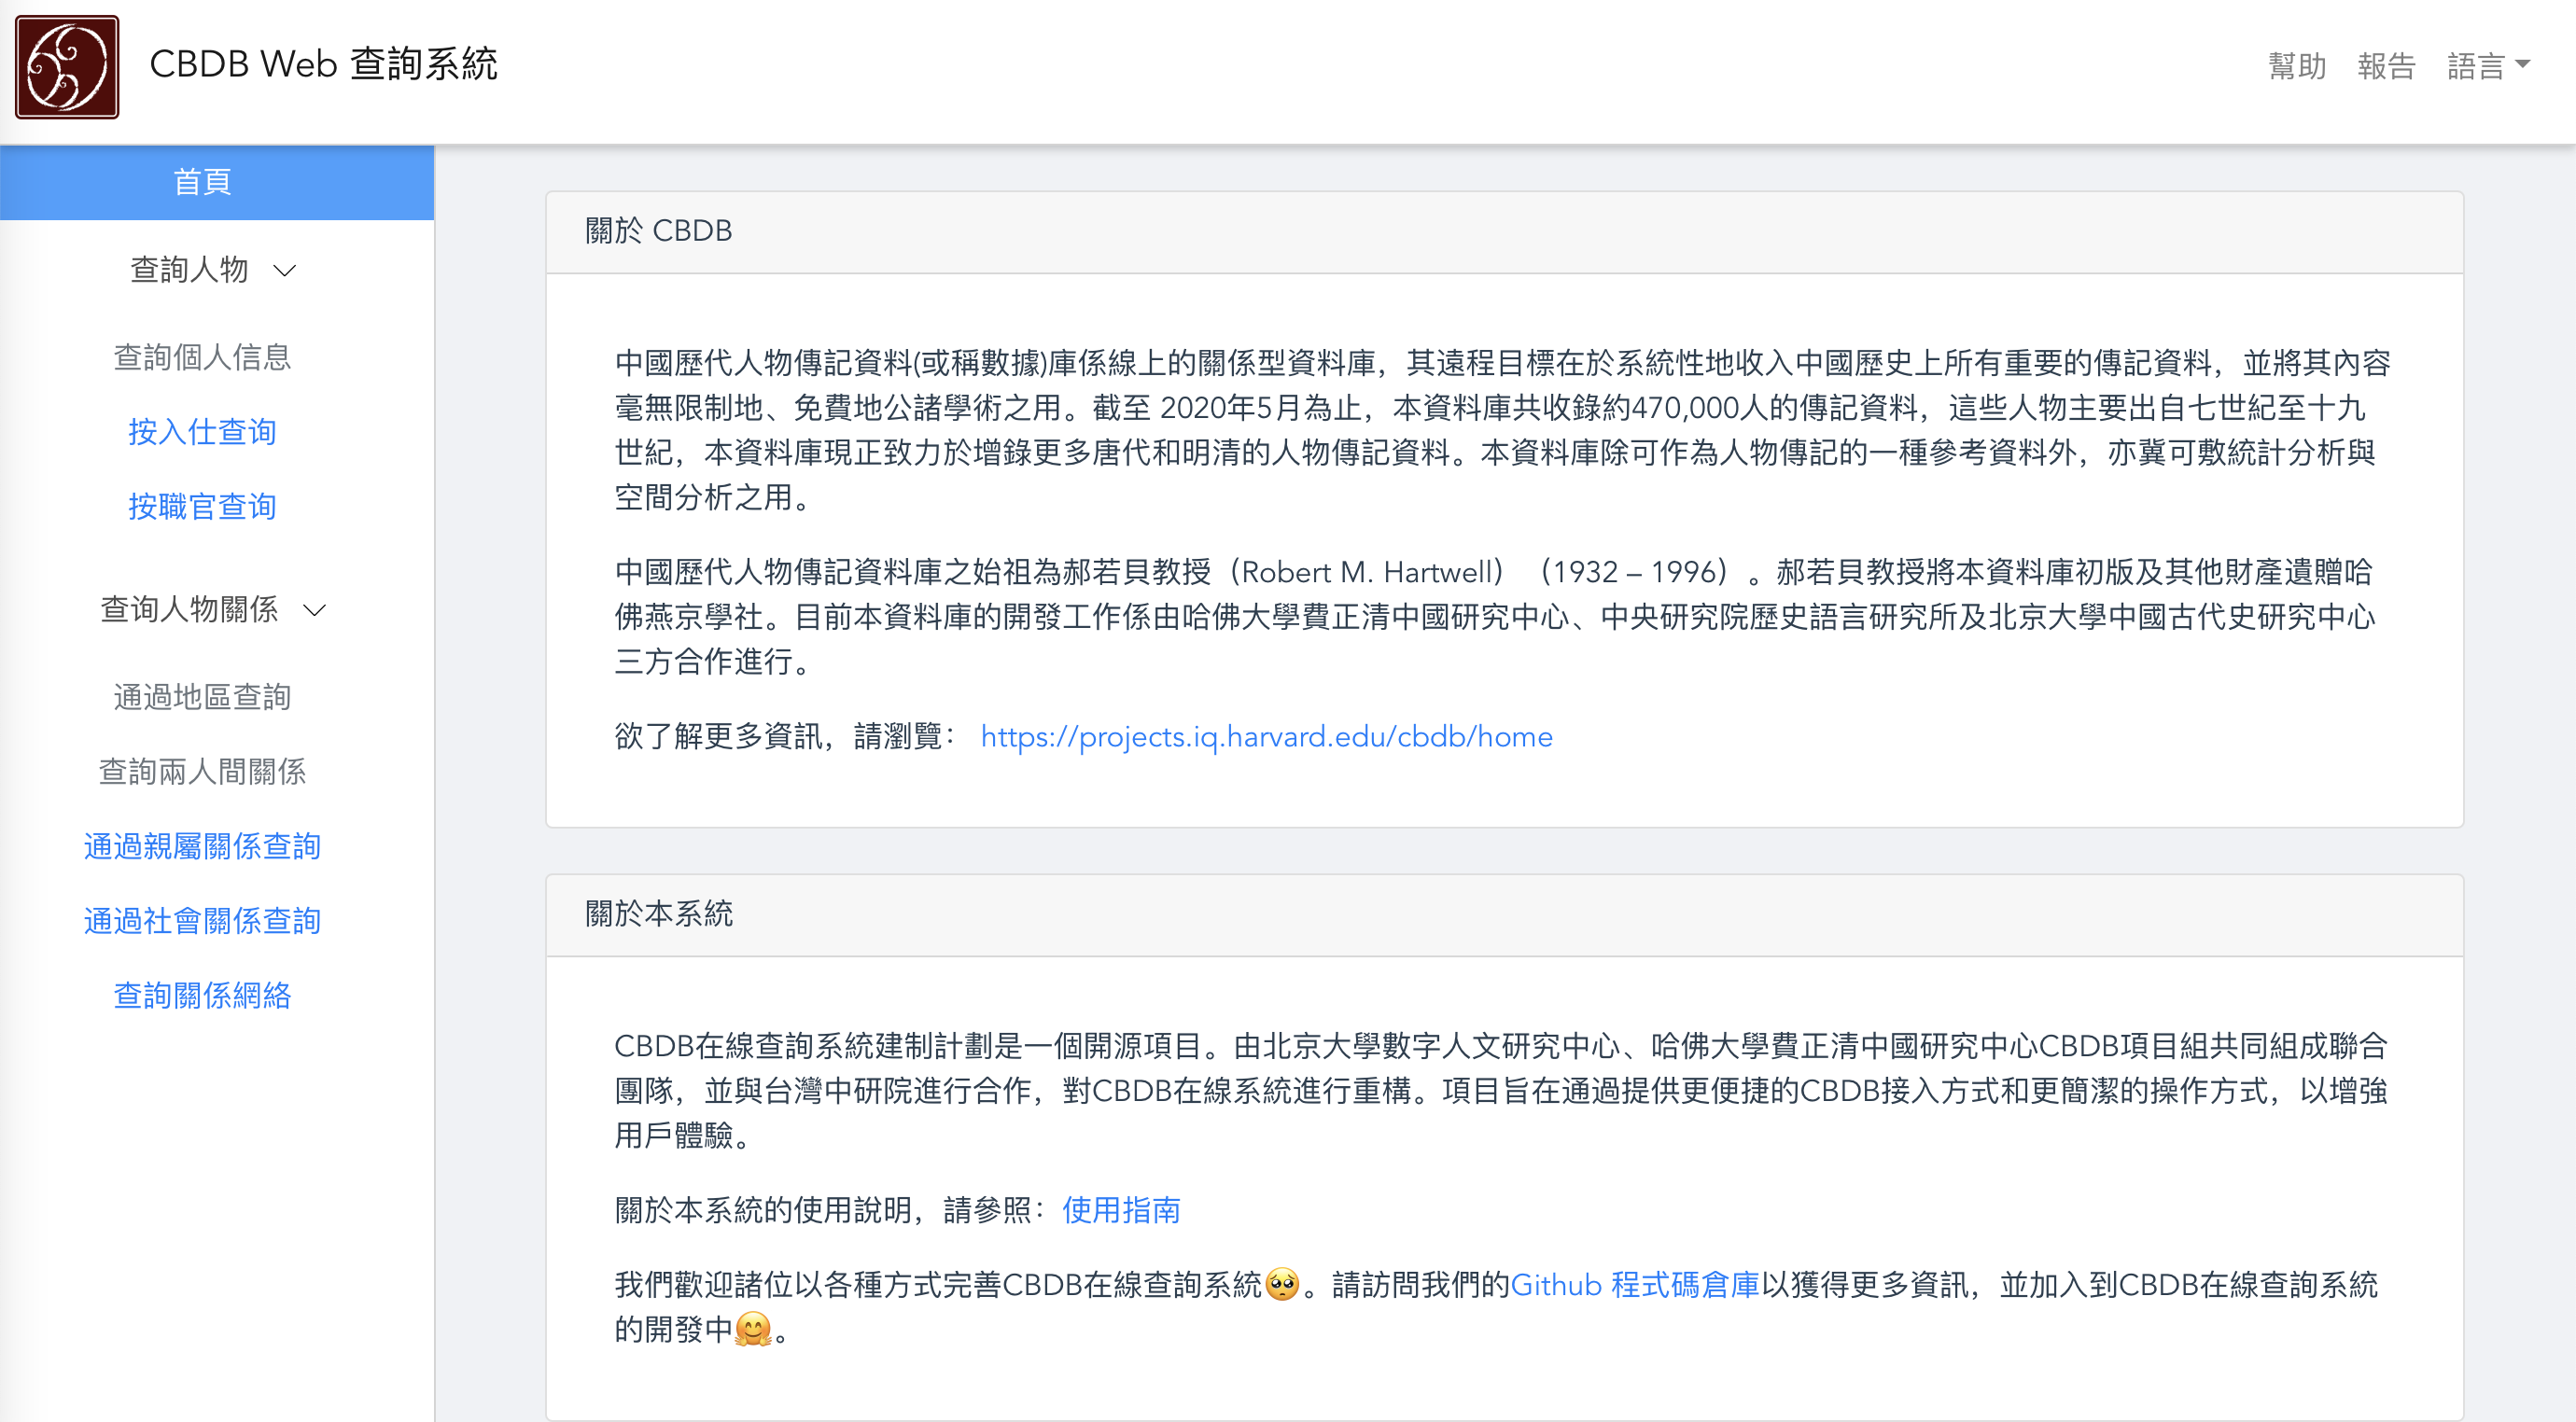 CBDB Web 查詢系統
幫助 報告 語言
首頁
查詢人物
查詢個人信息
按入仕查询
按職官查询
查询人物關係
通過地區查詢
查詢兩人間關係
通過親屬關係查詢
通過社會關係查詢
查詢關係網絡
關於 CBDB
中國歷代人物傳記資料(或稱數據)庫係線上的關係型資料庫，其遠程目標在於系統性地收入中國歷史上所有重要的傳記資料，並將其內容
毫無限制地、免費地公諸學術之用。截至 2020年5月為止，本資料庫共收錄約470,000人的傳記資料，這些人物主要出自七世紀至十九
世紀，本資料庫現正致力於增錄更多唐代和明清的人物傳記資料。本資料庫除可作為人物傳記的一種參考資料外，亦冀可敷統計分析與
空間分析之用。
中國歷代人物傳記資料庫之始祖為郝若貝教授（Robert M. Hartwell）（1932 – 1996）。郝若貝教授將本資料庫初版及其他財產遺贈哈
佛燕京學社。目前本資料庫的開發工作係由哈佛大學費正清中國研究中心、中央研究院歷史語言研究所及北京大學中國古代史研究中心
三方合作進行。
欲了解更多資訊，請瀏覽： https://projects.iq.harvard.edu/cbdb/home
關於本系統
CBDB在線查詢系統建制計劃是一個開源項目。由北京大學數字人文研究中心、哈佛大學費正清中國研究中心CBDB項目組共同組成聯合
團隊，並與台灣中研院進行合作，對CBDB在線系統進行重構。項目旨在通過提供更便捷的CBDB接入方式和更簡潔的操作方式，以增強
用戶體驗。
關於本系統的使用說明，請參照：使用指南
我們歡迎諸位以各種方式完善CBDB在線查詢系統🥺。請訪問我們的Github 程式碼倉庫以獲得更多資訊，並加入到CBDB在線查詢系統
的開發中🤗。